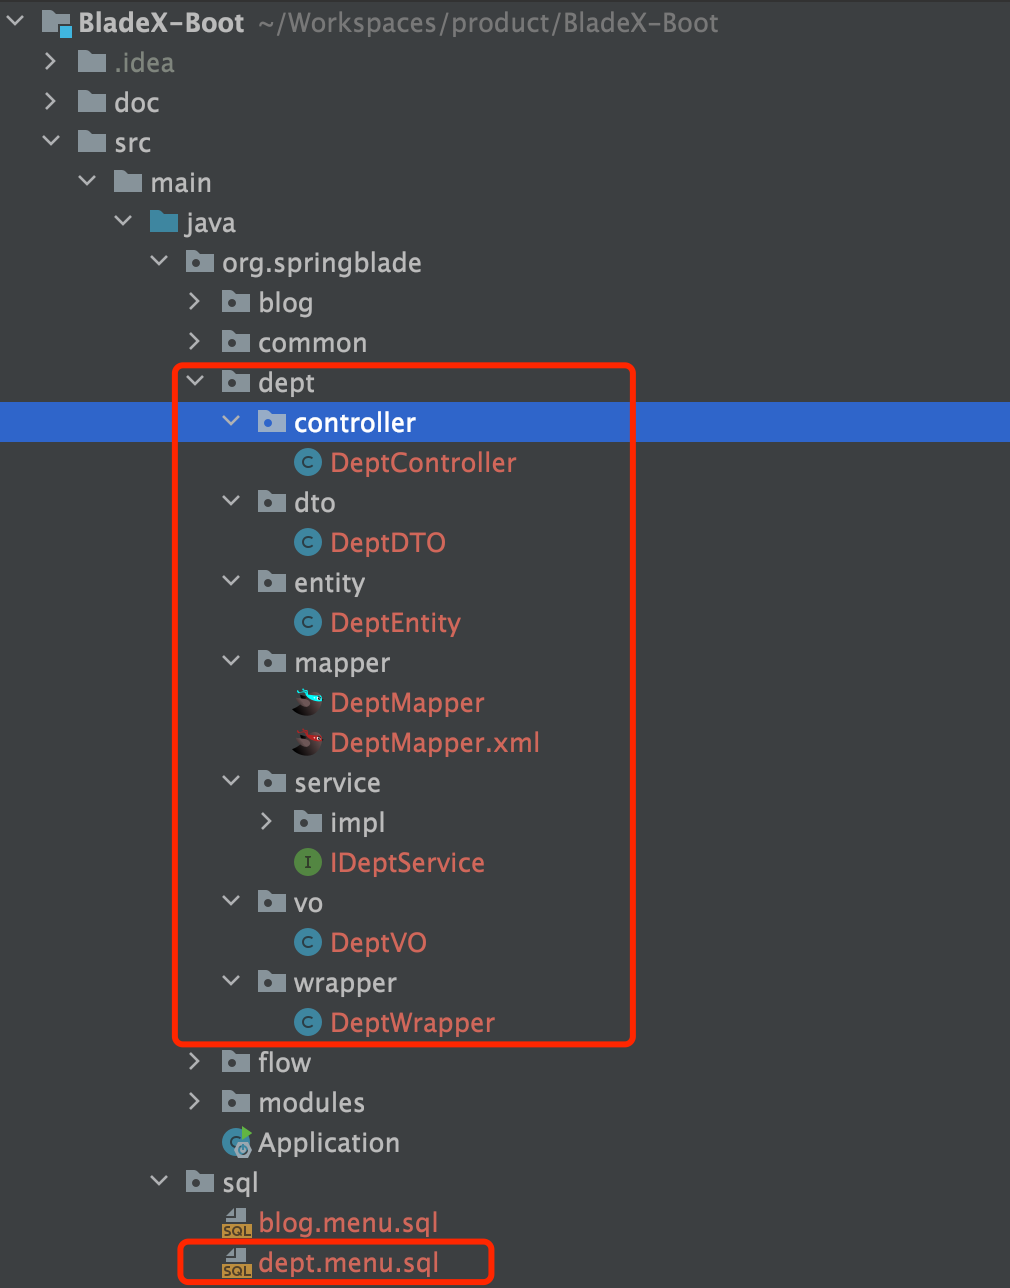 BladeX-Boot ~/Workspaces/product/BladeX-Boot
.idea
doc
src
main
java
org.springblade
blog
common
dept
controller
C DeptController
dto
C DeptDTO
entity
C DeptEntity
mapper
DeptMapper
DeptMapper.xml
service
impl
I IDeptService
vo
C DeptVO
wrapper
C DeptWrapper
flow
modules
Application
sql
SQL blog.menu.sql
SQL dept.menu.sql